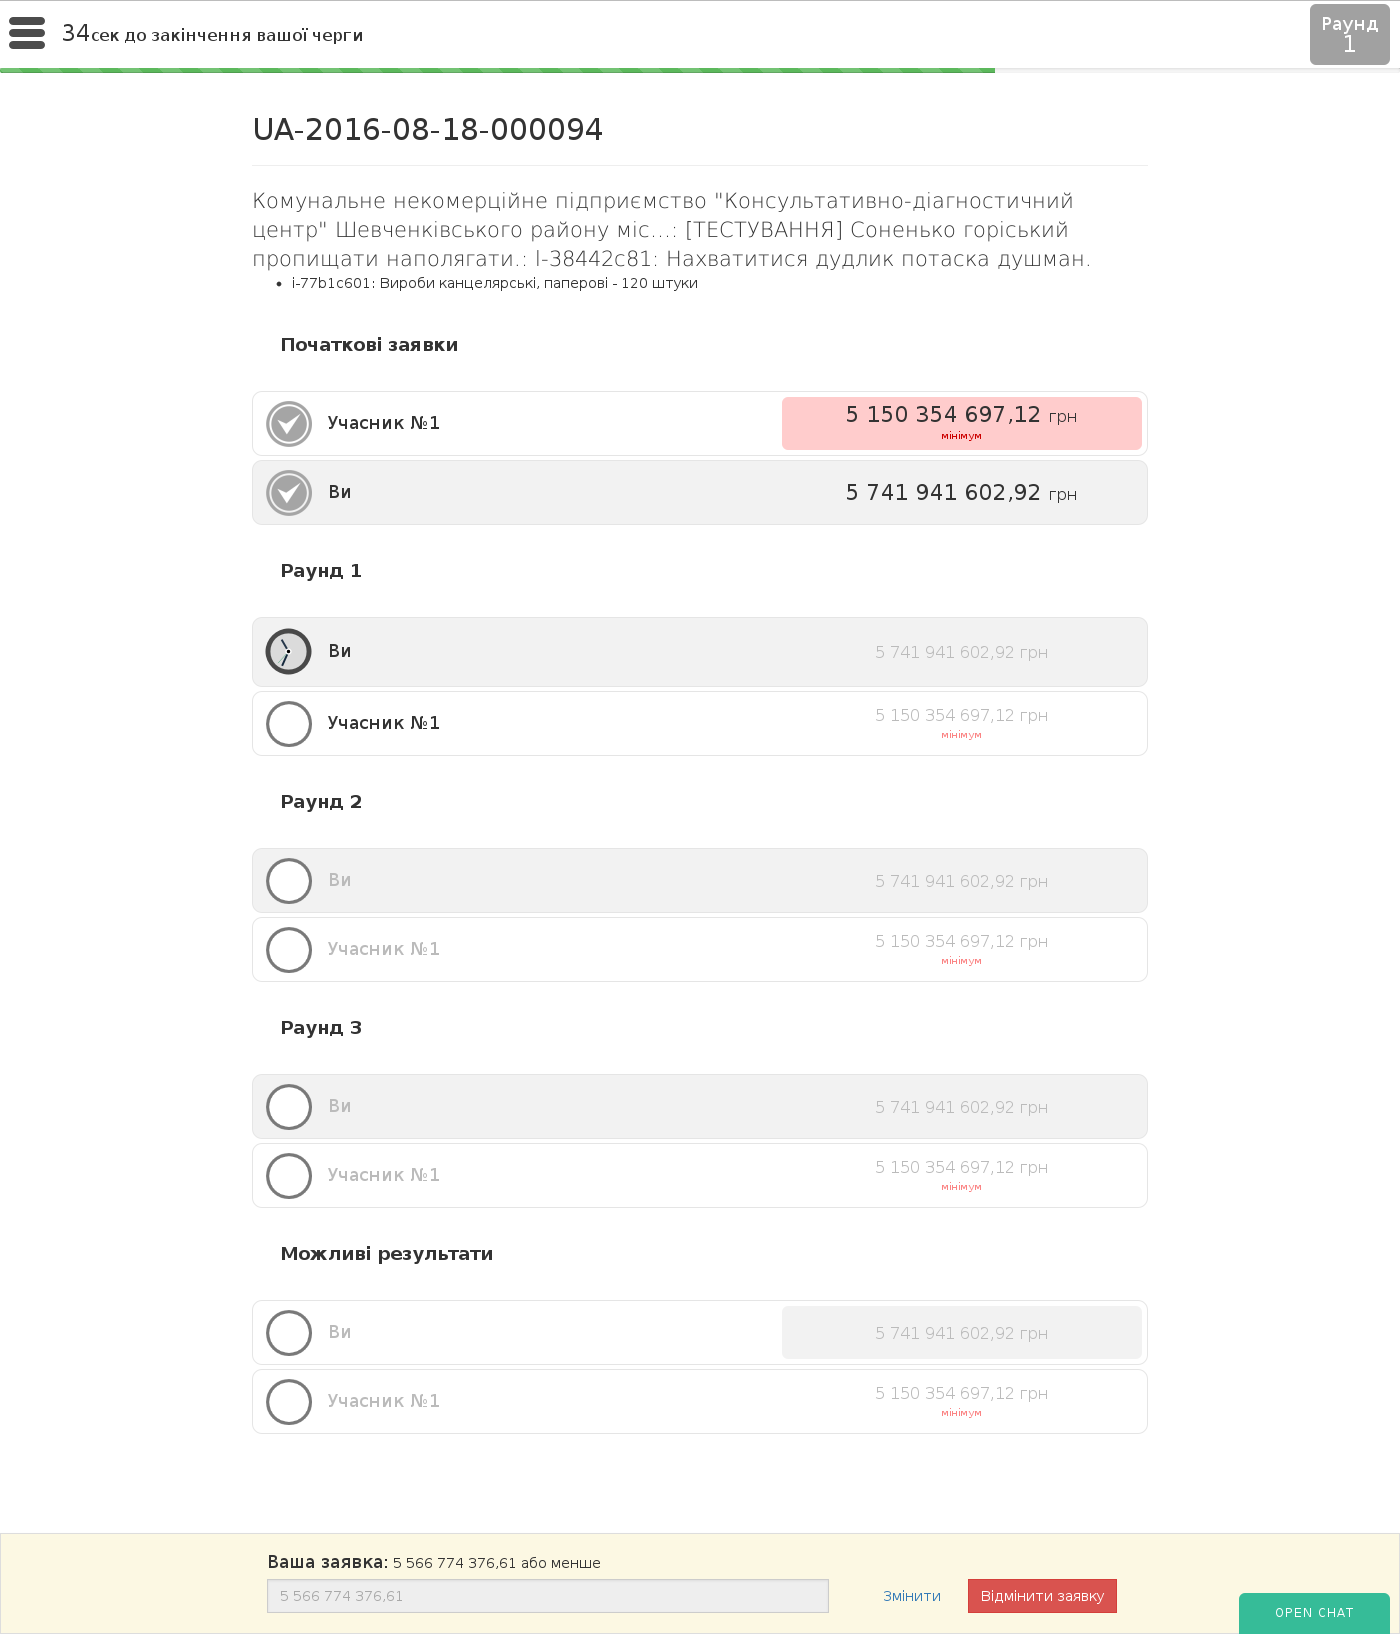 34сек до закінчення вашої черги
Раунд
1
UA-2016-08-18-000094
Комунальне некомерційне підприємство "Консультативно-діагностичний
центр" Шевченківського району міс...: [ТЕСТУВАННЯ] Соненько горіський
пропищати наполягати.: l-38442c81: Нахватитися дудлик потаска душман.
• i-77b1c601: Вироби канцелярські, паперові - 120 штуки
Початкові заявки
Учасник №1 5 150 354 697,12 грн
мінімум
Ви 5 741 941 602,92 грн
Раунд 1
Ви 5 741 941 602,92 грн
Учасник №1 5 150 354 697,12 грн
мінімум
Раунд 2
Ви 5 741 941 602,92 грн
Учасник №1 5 150 354 697,12 грн
мінімум
Раунд 3
Ви 5 741 941 602,92 грн
Учасник №1 5 150 354 697,12 грн
мінімум
Можливі результати
Ви 5 741 941 602,92 грн
Учасник №1 5 150 354 697,12 грн
мінімум
Ваша заявка: 5 566 774 376,61 або менше
5 566 774 376,61 Змінити Відмінити заявку
OPEN CHAT